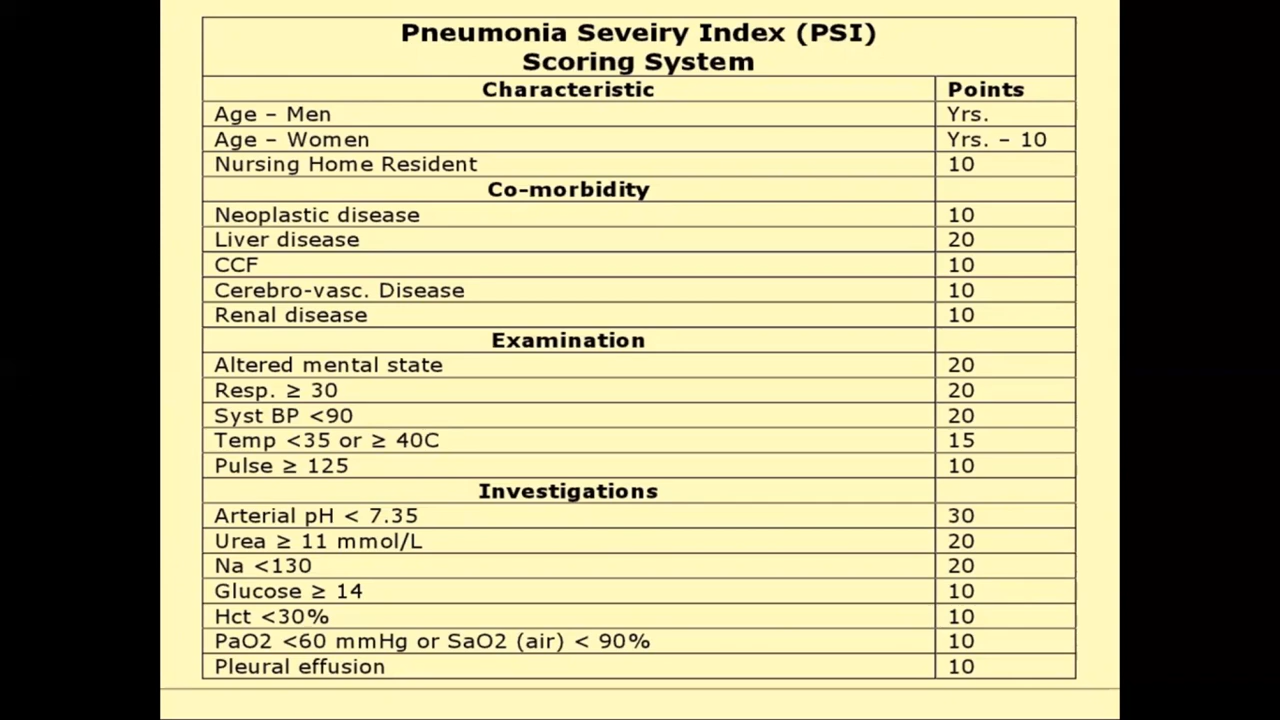 Pneumonia Seveiry Index (PSI)
Scoring System
Characteristic Points
Age – Men Yrs.
Age – Women Yrs. – 10
Nursing Home Resident 10
Co-morbidity
Neoplastic disease 10
Liver disease 20
CCF 10
Cerebro-vasc. Disease 10
Renal disease 10
Examination
Altered mental state 20
Resp. ≥ 30 20
Syst BP <90 20
Temp <35 or ≥ 40C 15
Pulse ≥ 125 10
Investigations
Arterial pH < 7.35 30
Urea ≥ 11 mmol/L 20
Na <130 20
Glucose ≥ 14 10
Hct <30% 10
PaO2 <60 mmHg or SaO2 (air) < 90% 10
Pleural effusion 10